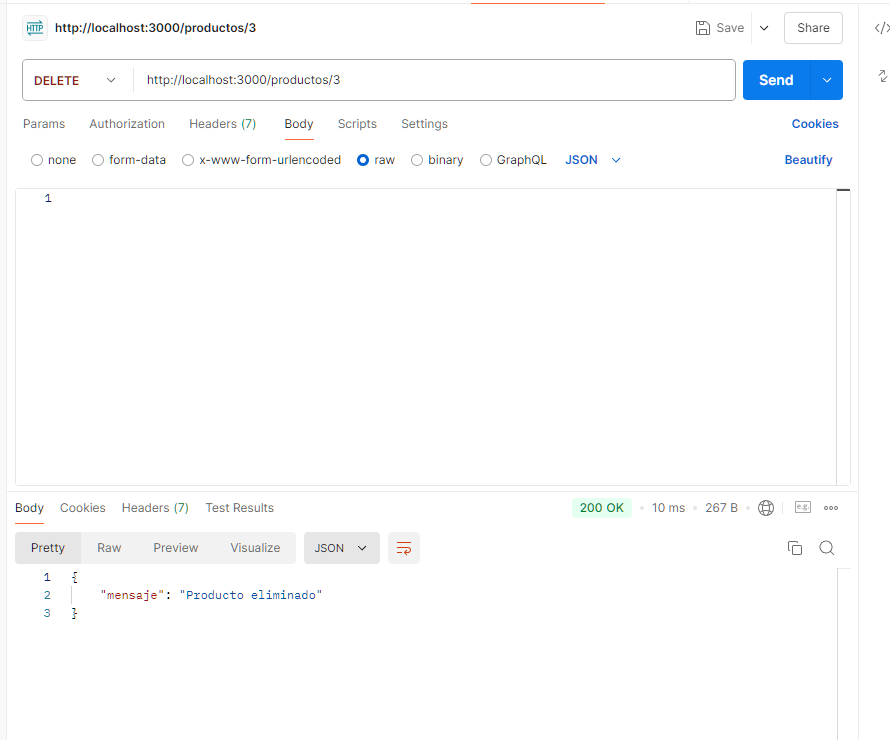 HTTP http://localhost:3000/productos/3 Save Share
DELETE http://localhost:3000/productos/3 Send
Params Authorization Headers (7) Body Scripts Settings Cookies
none form-data x-www-form-urlencoded raw binary GraphQL JSON Beautify
1
Body Cookies Headers (7) Test Results 200 OK • 10 ms • 267 B • e.g.
Pretty Raw Preview Visualize JSON
1 {
2 "mensaje": "Producto eliminado"
3 }